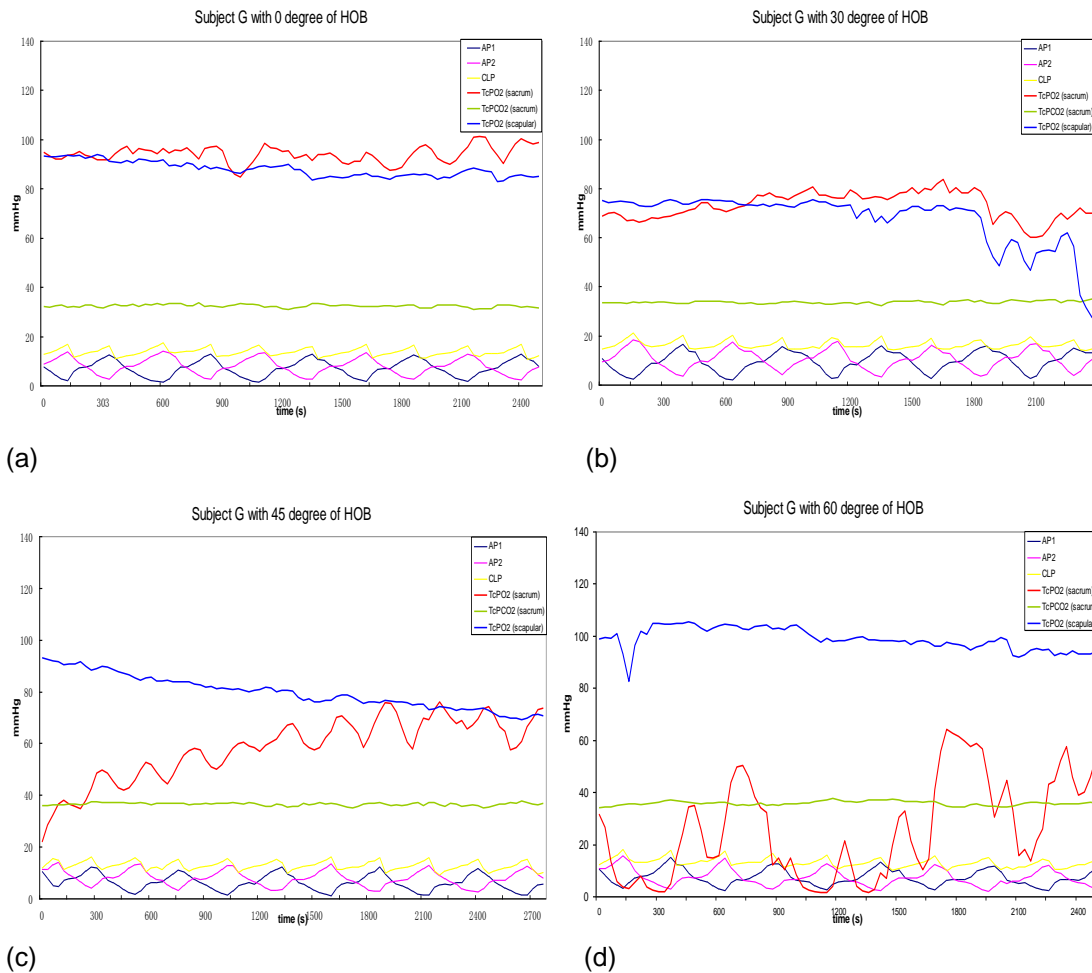 Subject G with 0 degree of HOB
140
120
100
80
60
40
20
0
mmHg
AP1
AP2
CLP
TcPO2 (sacrum)
TcPCO2 (sacrum)
TcPO2 (scapular)
0 303 600 900 1200 1500 1800 2100 2400
time (s)
(a)
Subject G with 30 degree of HOB
140
120
100
80
60
40
20
0
mmHg
AP1
AP2
CLP
TcPO2 (sacrum)
TcPCO2 (sacrum)
TcPO2 (scapular)
0 300 600 900 1200 1500 1800 2100
time (s)
(b)
Subject G with 45 degree of HOB
140
120
100
80
60
40
20
0
mmHg
AP1
AP2
CLP
TcPO2 (sacrum)
TcPCO2 (sacrum)
TcPO2 (scapular)
0 300 600 900 1200 1500 1800 2100 2400 2700
time (s)
(c)
Subject G with 60 degree of HOB
140
120
100
80
60
40
20
0
mmHg
AP1
AP2
CLP
TcPO2 (sacrum)
TcPCO2 (sacrum
TcPO2 (scapular)
0 300 600 900 1200 1500 1800 2100 2400
time (s)
(d)